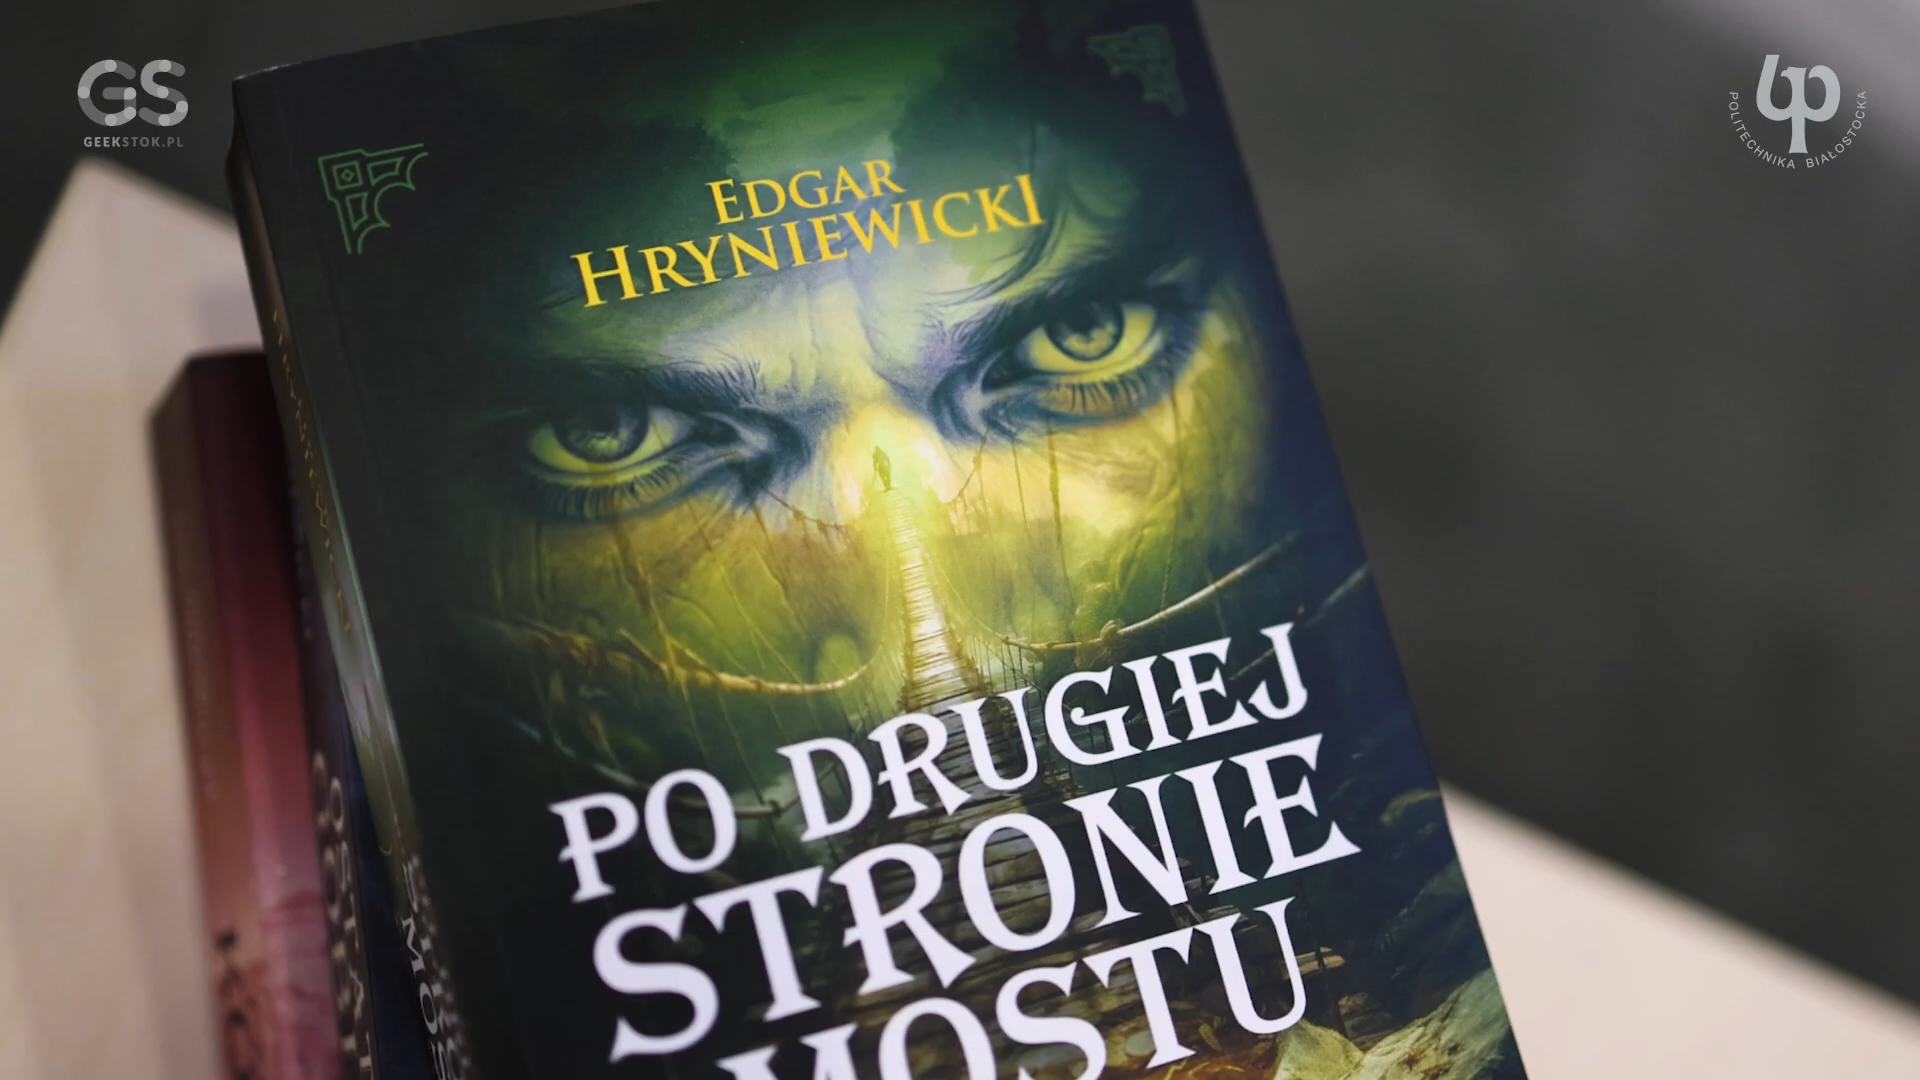 GS
GEEKSTOK.PL
POLITECHNIKA BIAŁOSTOCKA
EDGAR
HRYNIEWICKI
PO DRUGIEJ
STRONIE
MOSTU